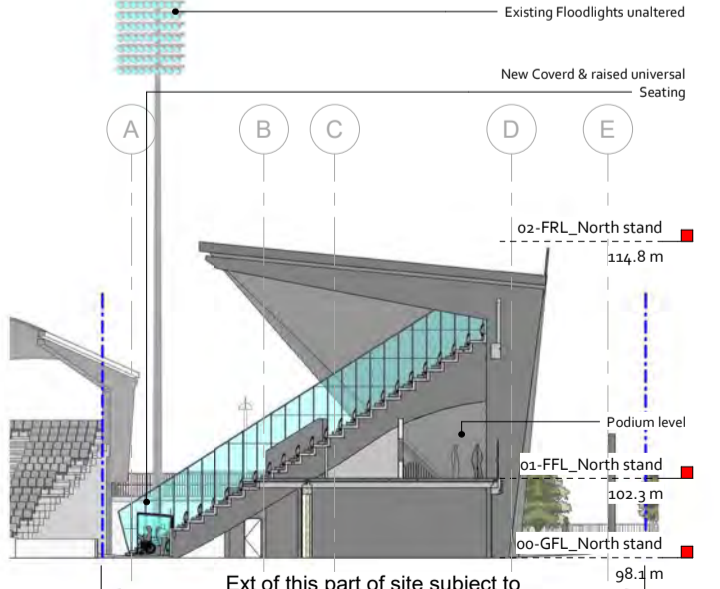 Existing Floodlights unaltered
New Coverd & raised universal
Seating
A
B
C
D
E
02-FRL_North stand
114.8 m
Podium level
01-FFL_North stand
102.3 m
00-GFL_North stand
98.1 m
Ext of this part of site subject to